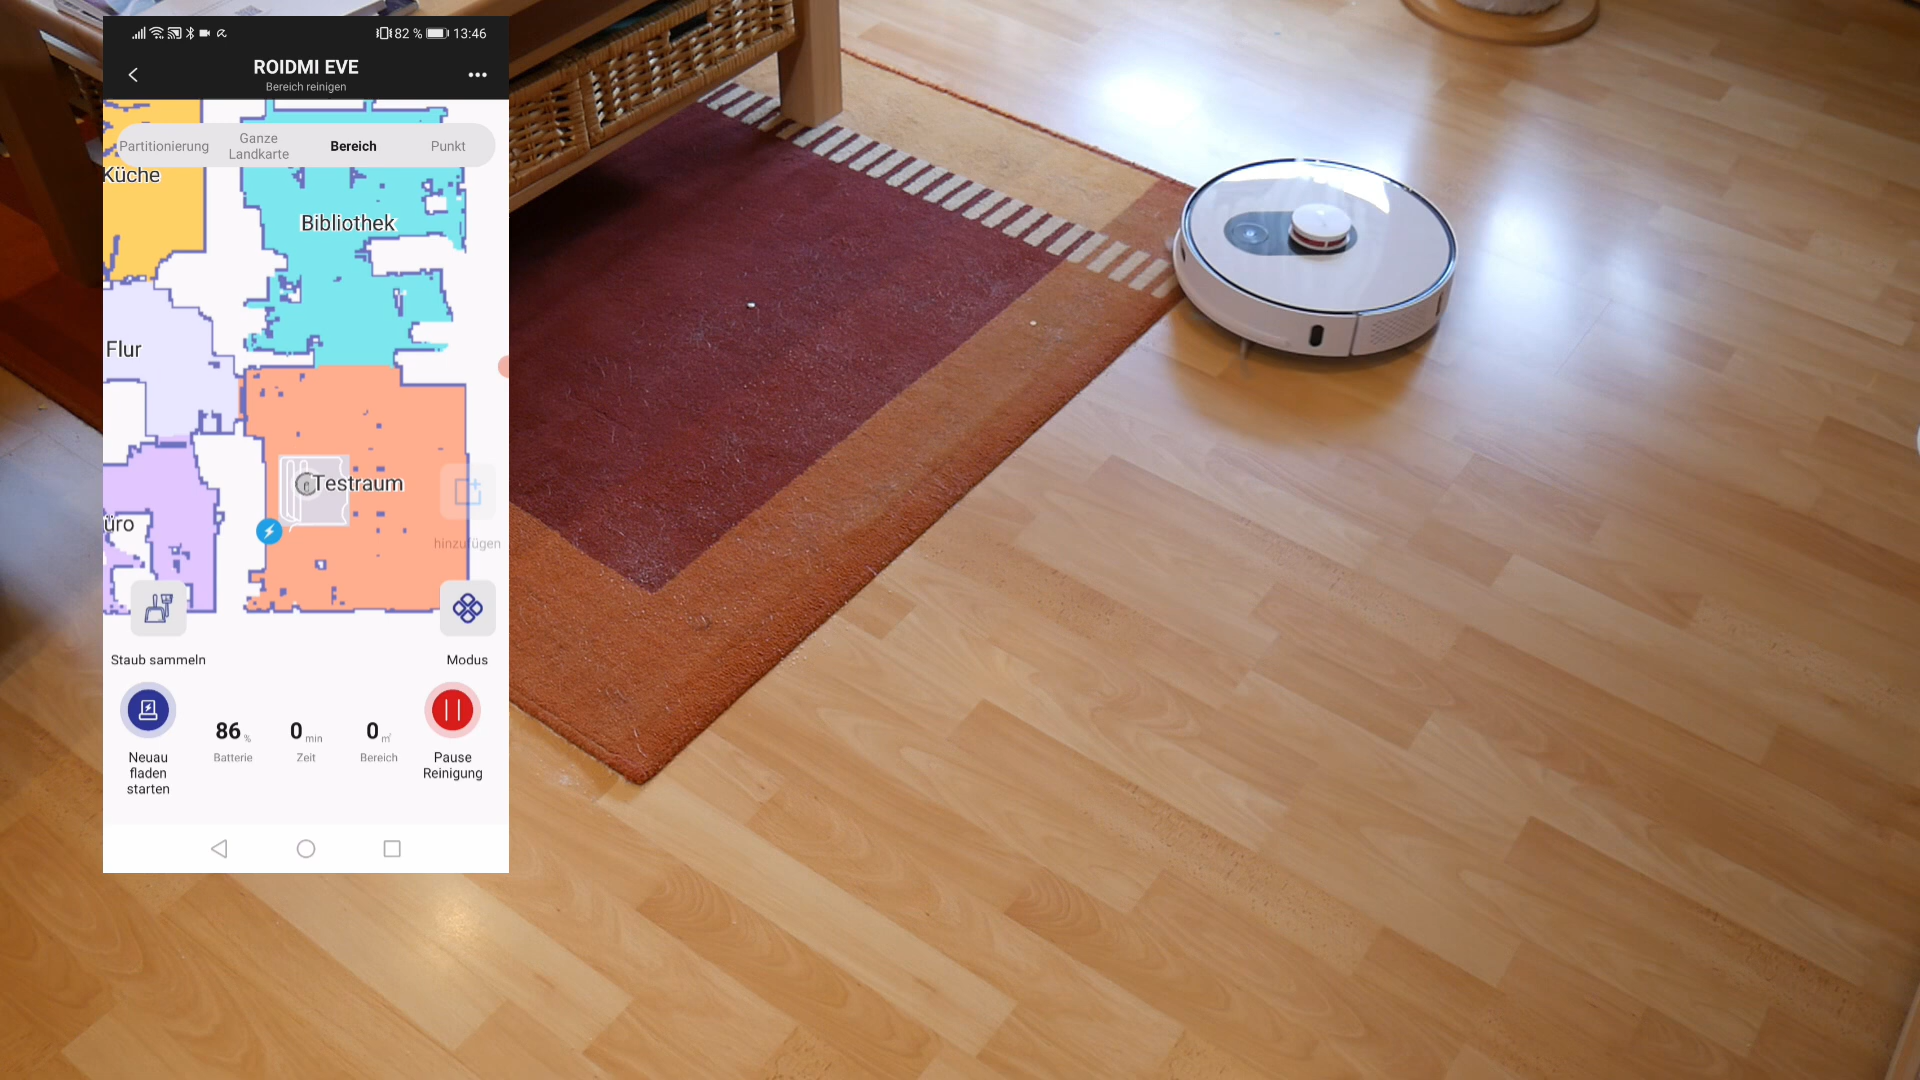 82 % 13:46
ROIDMI EVE
Bereich reinigen
Partitionierung
Ganze
Landkarte
Bereich
Punkt
Küche
Bibliothek
Flur
Testraum
üro
hinzufügen
Staub sammeln
Modus
86 %
Batterie
0 min
Zeit
0 ㎡
Bereich
Neuau
fladen
starten
Pause
Reinigung